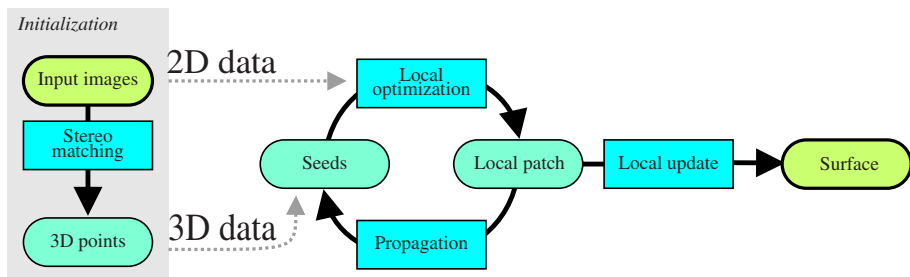 Initialization
Input images
Stereo
matching
3D points
2D data
3D data
Local
optimization
Seeds
Local patch
Propagation
Local update
Surface